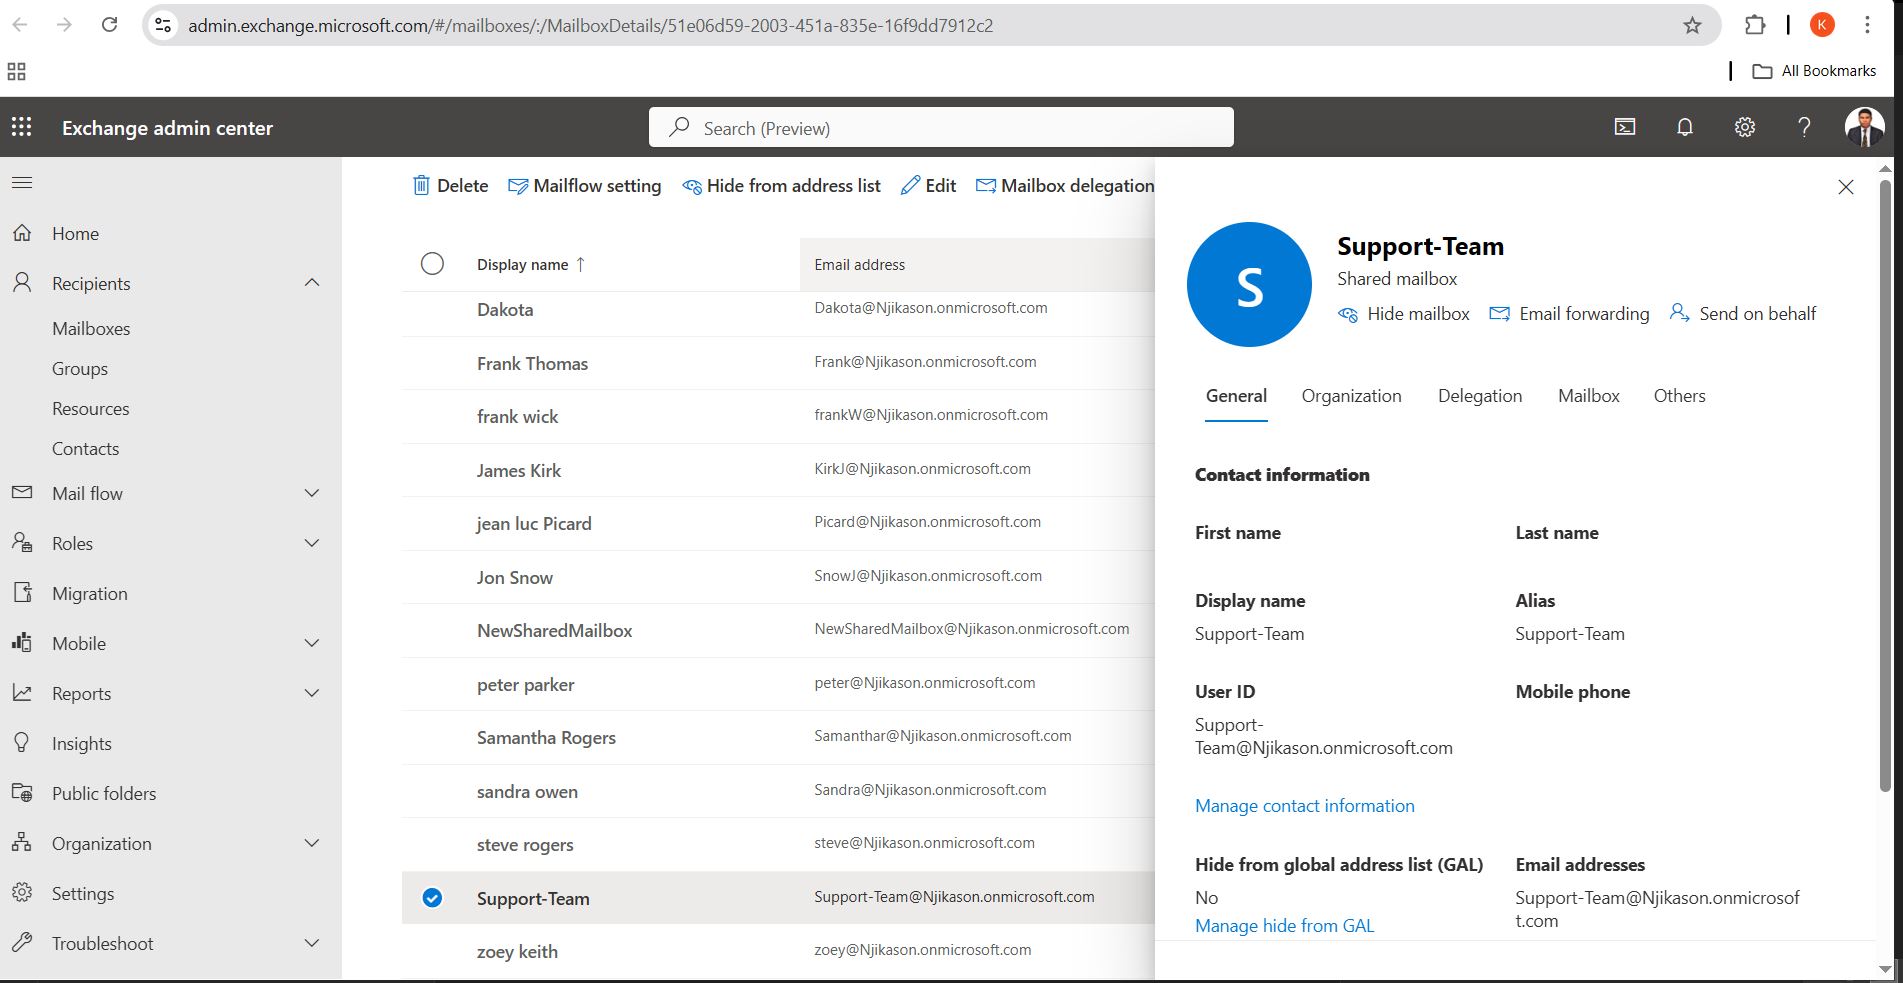 admin.exchange.microsoft.com/#/mailboxes/:/MailboxDetails/51e06d59-2003-451a-835e-16f9dd7912c2
K
All Bookmarks
Exchange admin center
Search (Preview)
Home
Recipients
Mailboxes
Groups
Resources
Contacts
Mail flow
Roles
Migration
Mobile
Reports
Insights
Public folders
Organization
Settings
Troubleshoot
Delete Mailflow setting Hide from address list Edit Mailbox delegation
Display name ↑ Email address
Dakota Dakota@Njikason.onmicrosoft.com
Frank Thomas Frank@Njikason.onmicrosoft.com
frank wick frankW@Njikason.onmicrosoft.com
James Kirk KirkJ@Njikason.onmicrosoft.com
jean luc Picard Picard@Njikason.onmicrosoft.com
Jon Snow SnowJ@Njikason.onmicrosoft.com
NewSharedMailbox NewSharedMailbox@Njikason.onmicrosoft.com
peter parker peter@Njikason.onmicrosoft.com
Samantha Rogers Samanthar@Njikason.onmicrosoft.com
sandra owen Sandra@Njikason.onmicrosoft.com
steve rogers steve@Njikason.onmicrosoft.com
Support-Team Support-Team@Njikason.onmicrosoft.com
zoey keith zoey@Njikason.onmicrosoft.com
S
Support-Team
Shared mailbox
Hide mailbox Email forwarding Send on behalf
General Organization Delegation Mailbox Others
Contact information
First name Last name
Display name Alias
Support-Team Support-Team
User ID Mobile phone
Support-
Team@Njikason.onmicrosoft.com
Manage contact information
Hide from global address list (GAL) Email addresses
No Support-Team@Njikason.onmicrosof
t.com
Manage hide from GAL